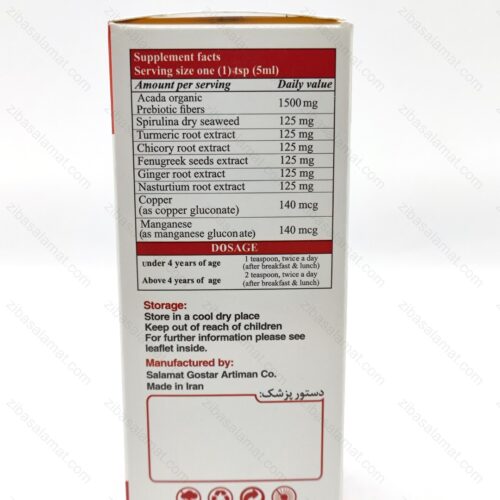 Supplement facts
Serving size one (1) tsp (5ml)
Amount per serving Daily value
Acada organic
Prebiotic fibers 1500 mg
Spirulina dry seaweed 125 mg
Turmeric root extract 125 mg
Chicory root extract 125 mg
Fenugreek seeds extract 125 mg
Ginger root extract 125 mg
Nasturtium root extract 125 mg
Copper
(as copper gluconate) 140 mcg
Manganese
(as manganese gluconate) 140 mcg
DOSAGE
under 4 years of age 1 teaspoon, twice a day
(after breakfast & lunch)
Above 4 years of age 2 teaspoon, twice a day
(after breakfast & lunch)
Storage:
Store in a cool dry place
Keep out of reach of children
For further information please see
leaflet inside.
Manufactured by:
Salamat Gostar Artiman Co.
Made in Iran
دستور پزشک:
zibasalamat.com